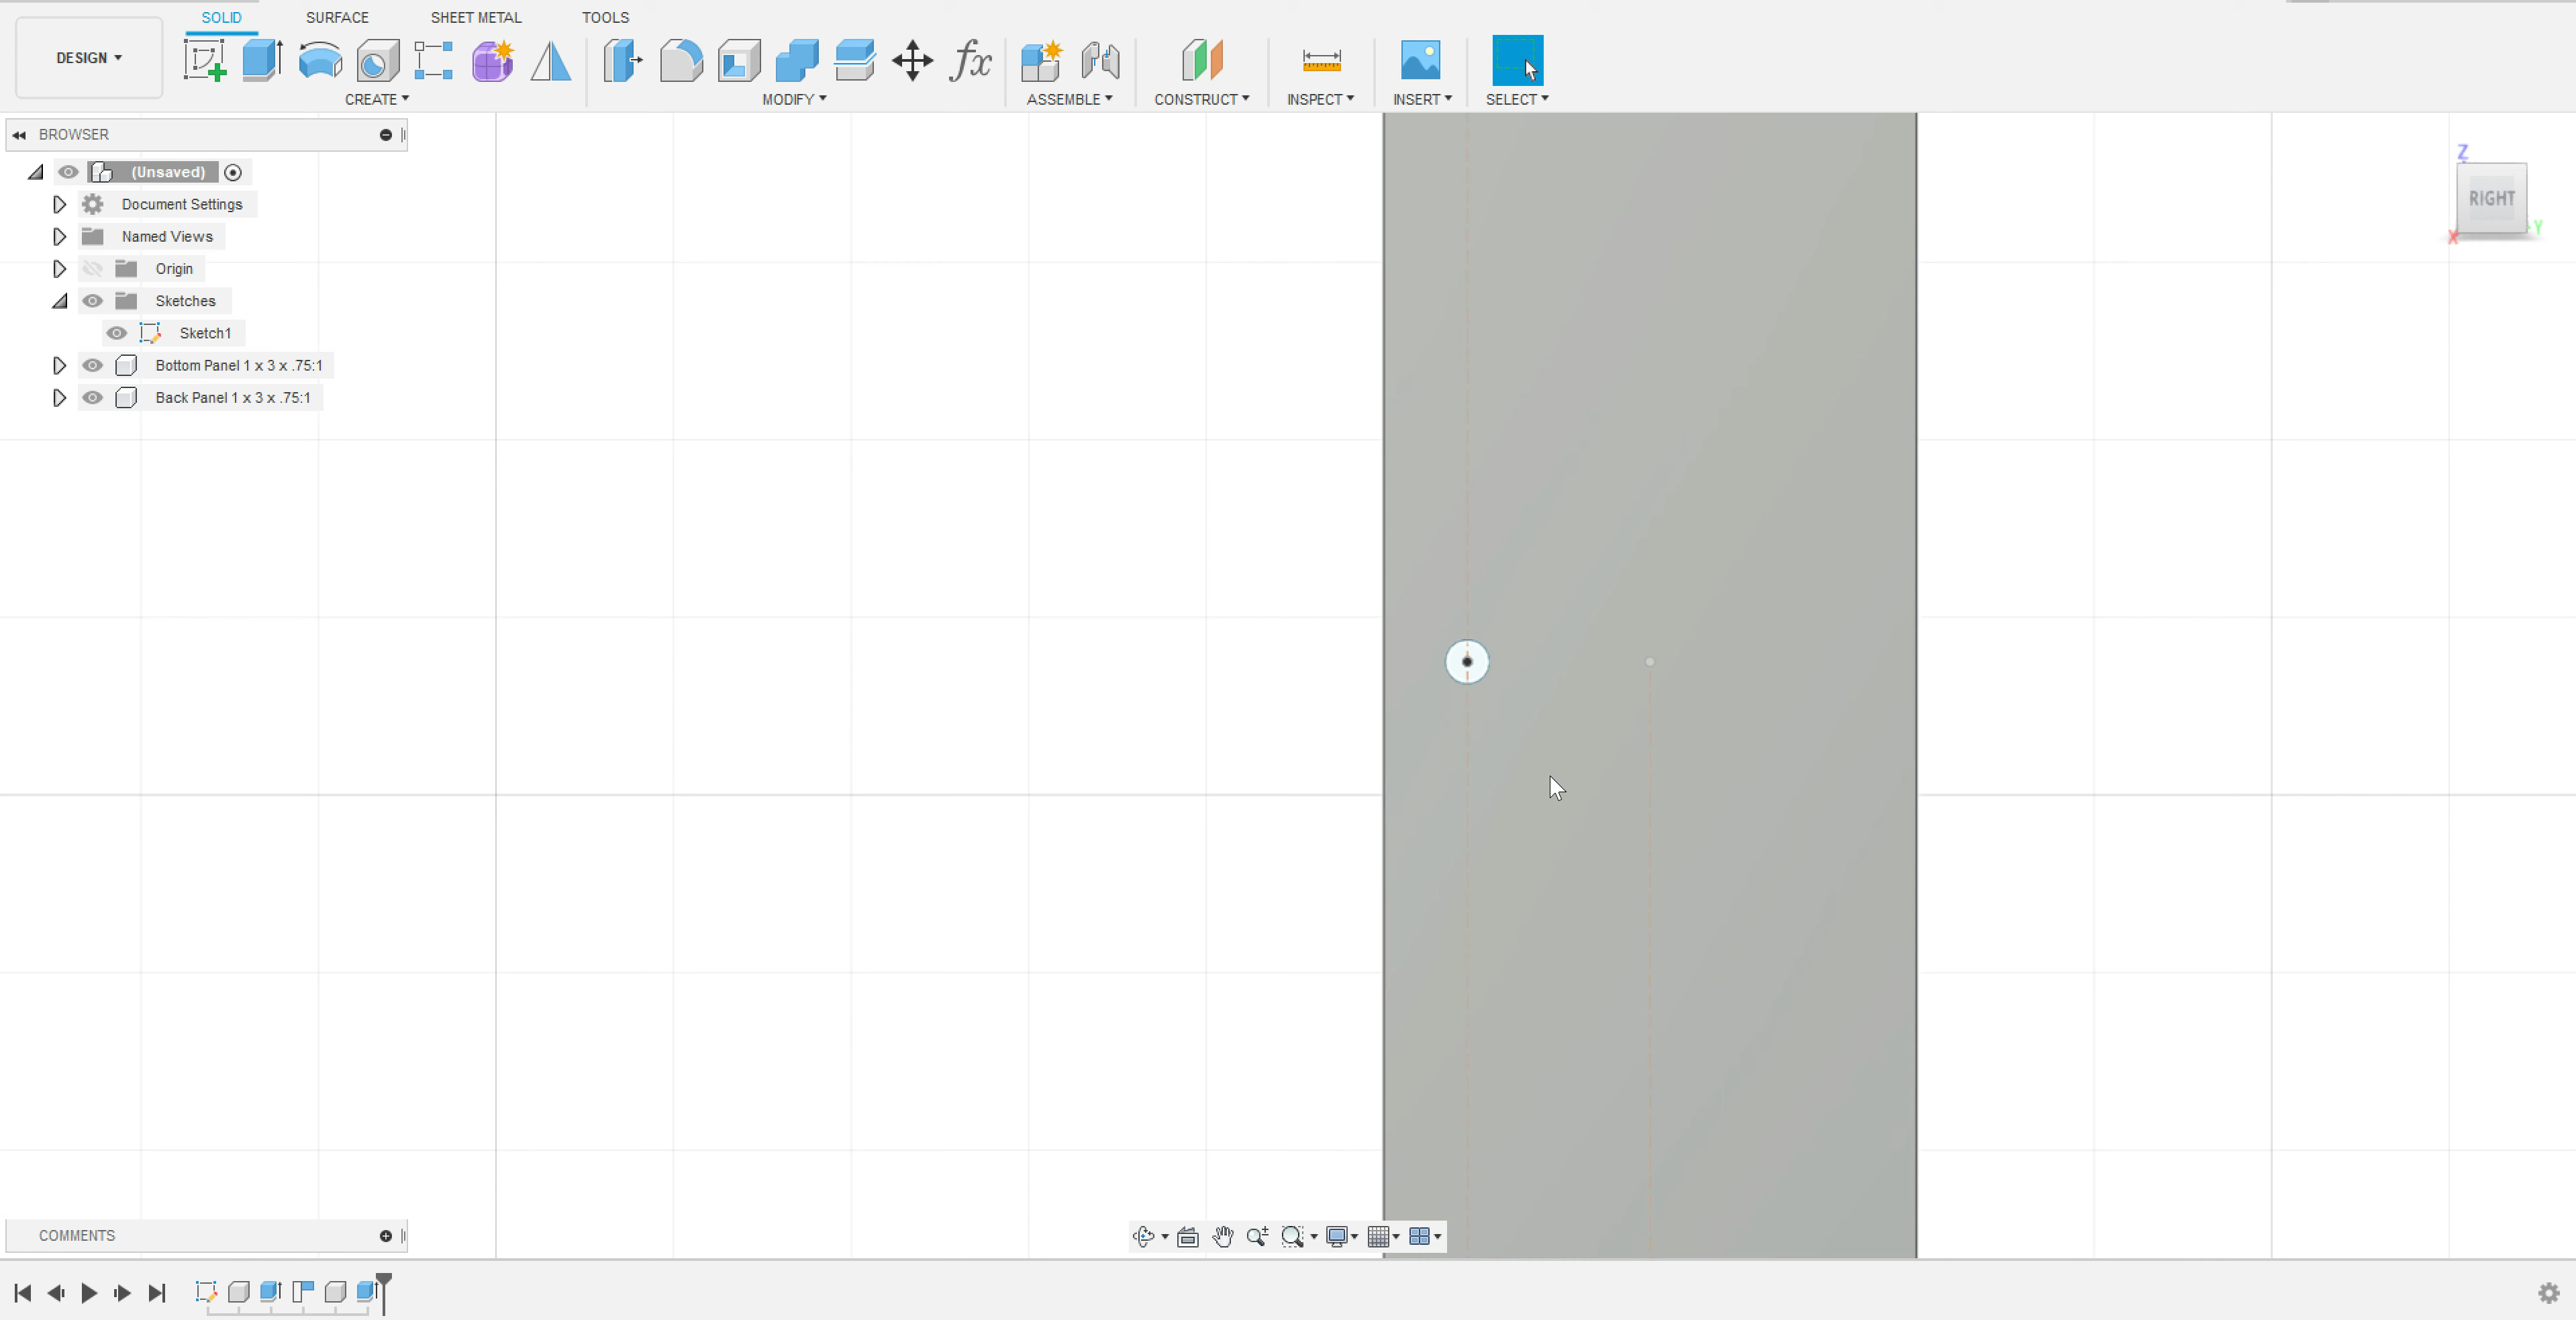 SOLID SURFACE SHEET METAL TOOLS
DESIGN
CREATE MODIFY ASSEMBLE CONSTRUCT INSPECT INSERT SELECT
fx
BROWSER
(Unsaved)
Document Settings
Named Views
Origin
Sketches
Sketch1
Bottom Panel 1 x 3 x .75:1
Back Panel 1 x 3 x .75:1
Z
RIGHT
X
Y
COMMENTS